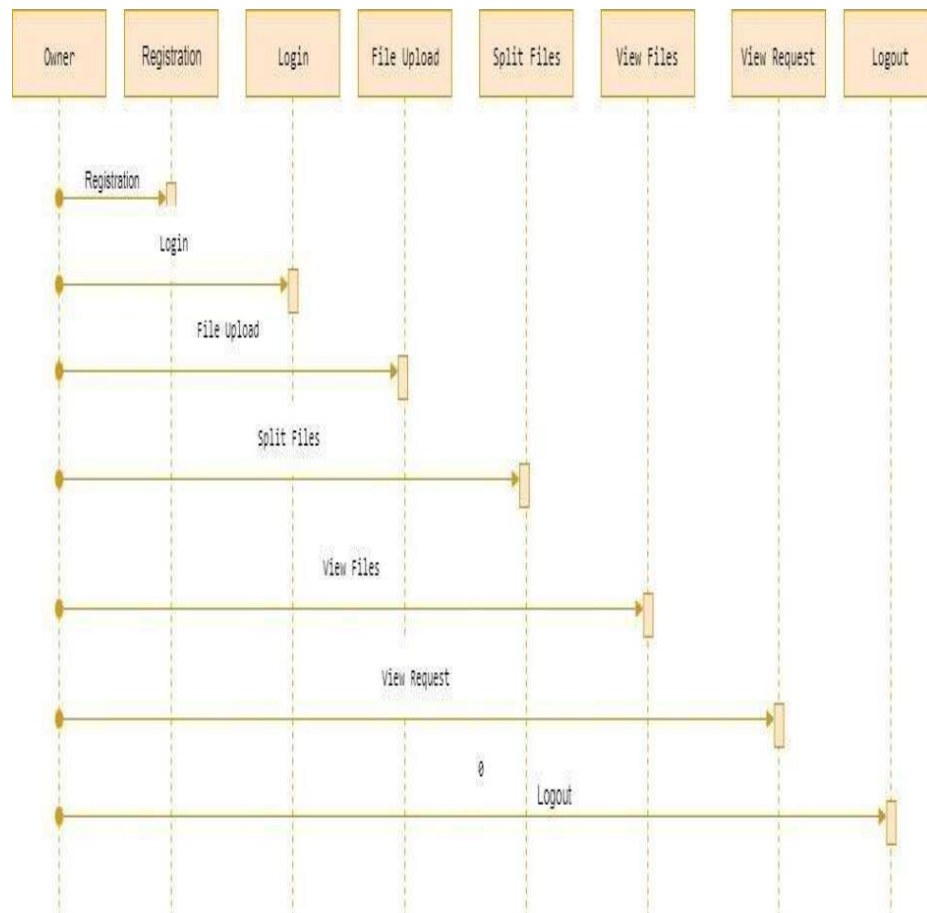 Owner
Registration
Login
File Upload
Split Files
View Files
View Request
Logout
Registration
Login
File Upload
Split Files
View Files
View Request
0
Logout